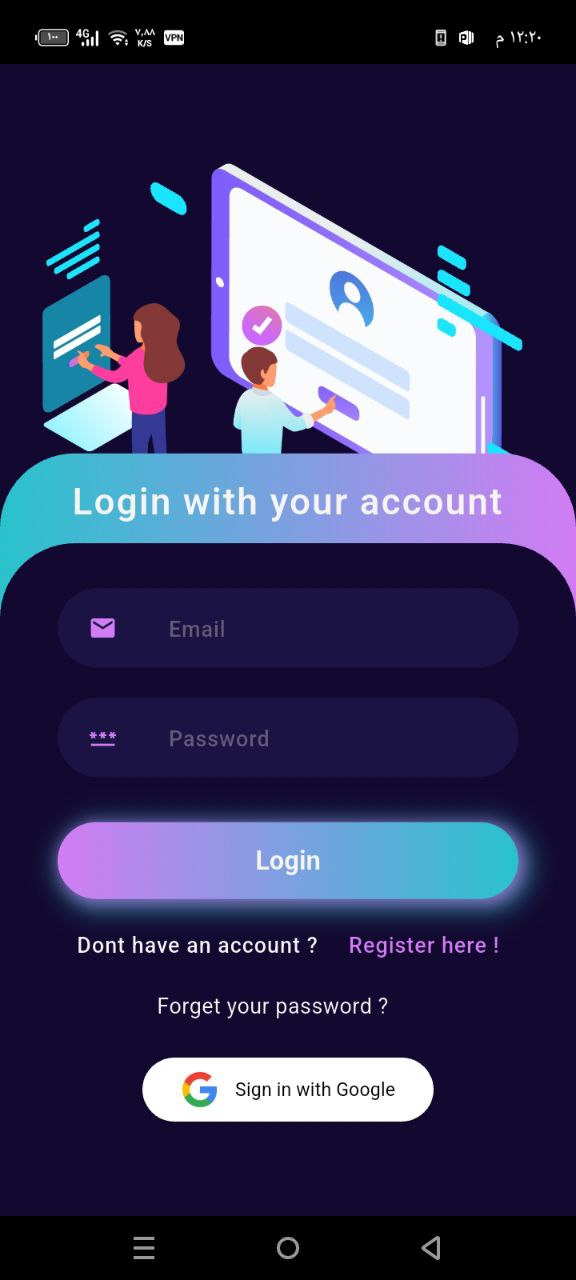 ١٠٠ 4G ٧,٨٨ K/S VPN م ١٢:٢٠
Login with your account
Email
*** Password
Login
Dont have an account ? Register here !
Forget your password ?
Sign in with Google